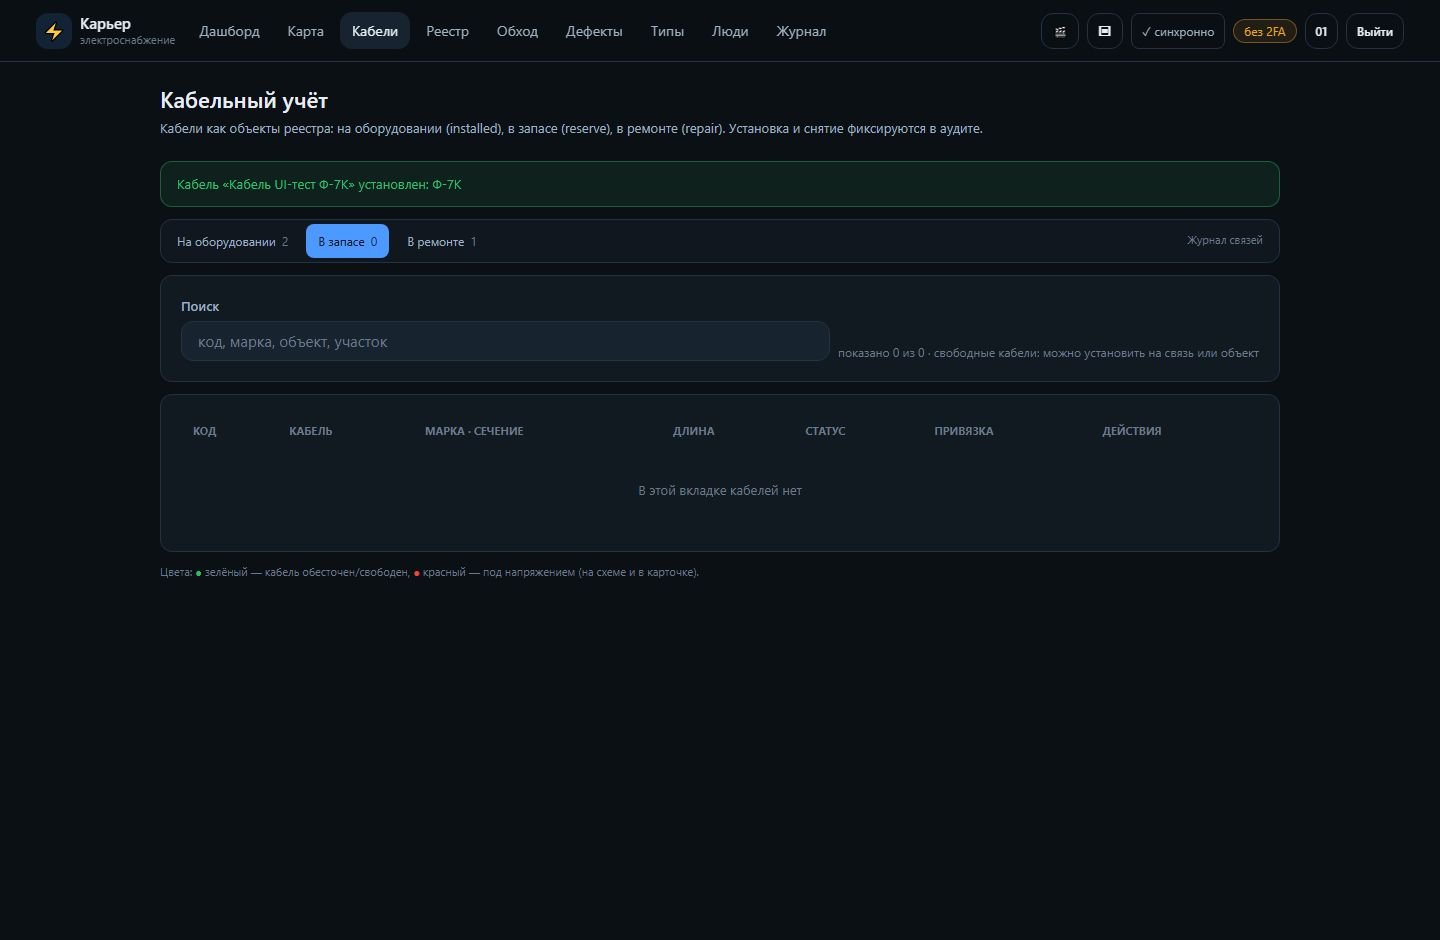 Карьер
электроснабжение
Дашборд Карта Кабели Реестр Обход Дефекты Типы Люди Журнал
✓ синхронно без 2FA 01 Выйти
Кабельный учёт
Кабели как объекты реестра: на оборудовании (installed), в запасе (reserve), в ремонте (repair). Установка и снятие фиксируются в аудите.
Кабель «Кабель UI-тест Ф-7К» установлен: Ф-7К
На оборудовании 2 В запасе 0 В ремонте 1 Журнал связей
Поиск
код, марка, объект, участок
показано 0 из 0 · свободные кабели: можно установить на связь или объект
КОД КАБЕЛЬ МАРКА · СЕЧЕНИЕ ДЛИНА СТАТУС ПРИВЯЗКА ДЕЙСТВИЯ
В этой вкладке кабелей нет
Цвета: ● зелёный — кабель обесточен/свободен, ● красный — под напряжением (на схеме и в карточке).